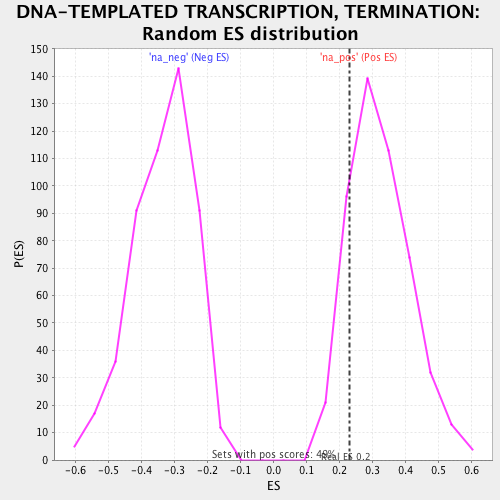 DNA-TEMPLATED TRANSCRIPTION, TERMINATION:
Random ES distribution
'na_neg' (Neg ES)
'na_pos' (Pos ES)
150
140
130
120
110
100
90
80
70
60
50
40
30
20
10
0
P(ES)
Sets with pos scores: 49%
Real ES 0.2
-0.6 -0.5 -0.4 -0.3 -0.2 -0.1 0.0 0.1 0.2 0.3 0.4 0.5 0.6
ES